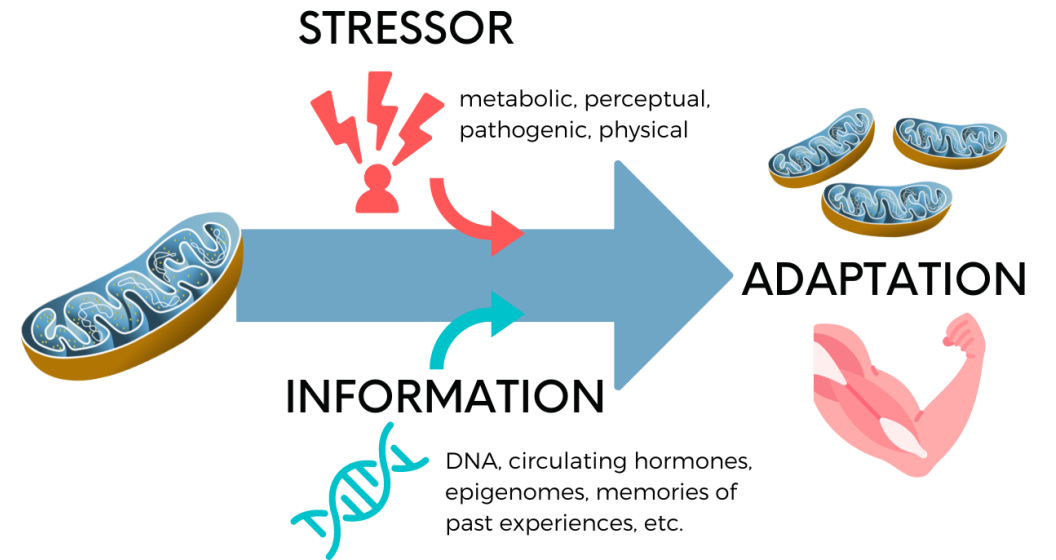 STRESSOR
metabolic, perceptual,
pathogenic, physical
ADAPTATION
INFORMATION
DNA, circulating hormones,
epigenomes, memories of
past experiences, etc.